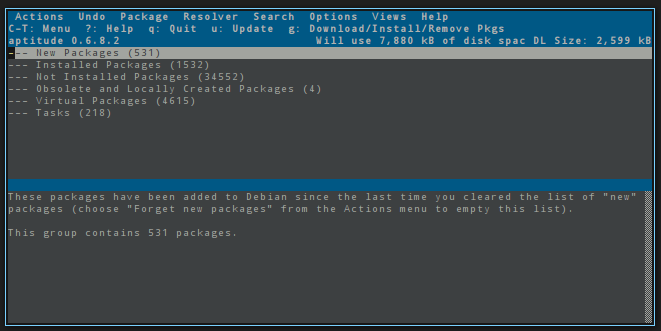 Actions  Undo  Package  Resolver  Search  Options  Views  Help
C-T: Menu  ?: Help  q: Quit  u: Update  g: Download/Install/Remove Pkgs
aptitude 0.6.8.2                    Will use 7,880 kB of disk spac DL Size: 2,599 kB
--- New Packages (531)
--- Installed Packages (1532)
--- Not Installed Packages (34552)
--- Obsolete and Locally Created Packages (4)
--- Virtual Packages (4615)
--- Tasks (218)
These packages have been added to Debian since the last time you cleared the list of "new"
packages (choose "Forget new packages" from the Actions menu to empty this list).
This group contains 531 packages.